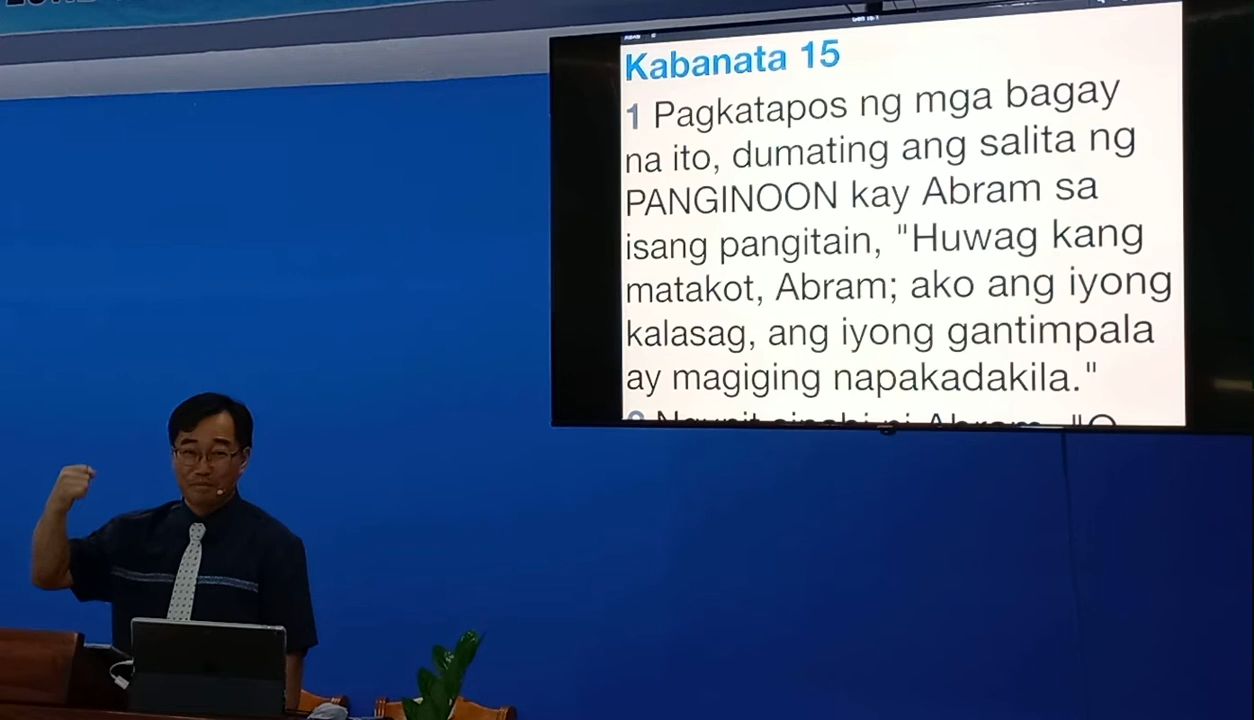 Kabanata 15
1 Pagkatapos ng mga bagay
na ito, dumating ang salita ng
PANGINOON kay Abram sa
isang pangitain, "Huwag kang
matakot, Abram; ako ang iyong
kalasag, ang iyong gantimpala
ay magiging napakadakila."